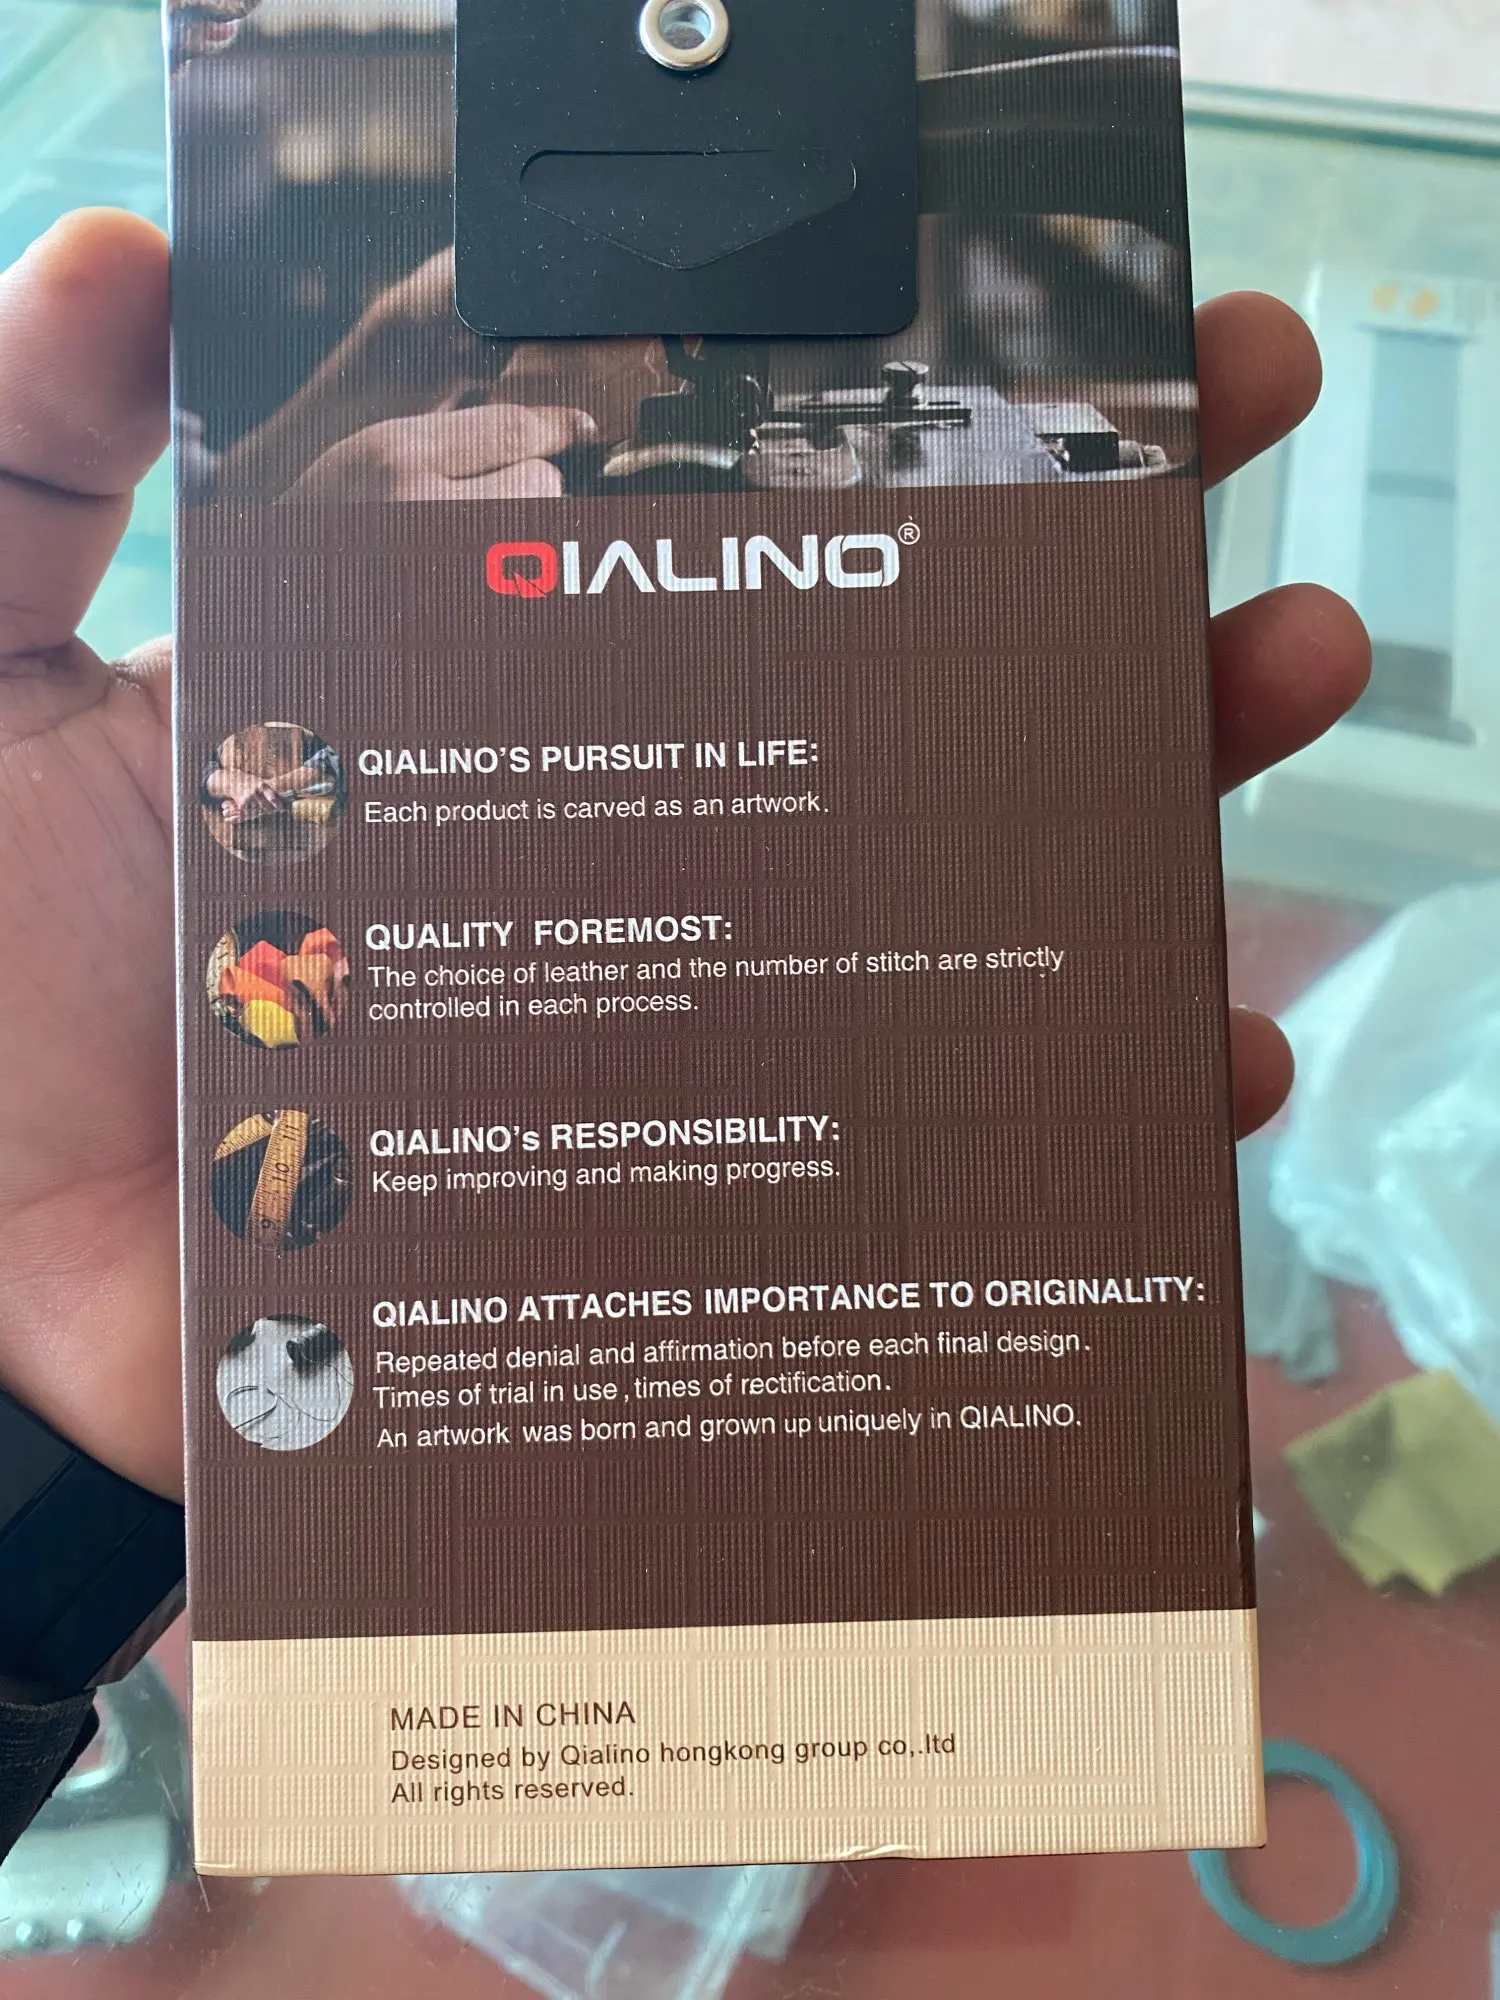 QIALINO®
QIALINO'S PURSUIT IN LIFE:
Each product is carved as an artwork.
QUALITY FOREMOST:
The choice of leather and the number of stitch are strictly
controlled in each process.
QIALINO's RESPONSIBILITY:
Keep improving and making progress.
11
10
9
QIALINO ATTACHES IMPORTANCE TO ORIGINALITY:
Repeated denial and affirmation before each final design.
Times of trial in use,times of rectification.
An artwork was born and grown up uniquely in QIALINO.
MADE IN CHINA
Designed by Qialino hongkong group co,.ltd
All rights reserved.